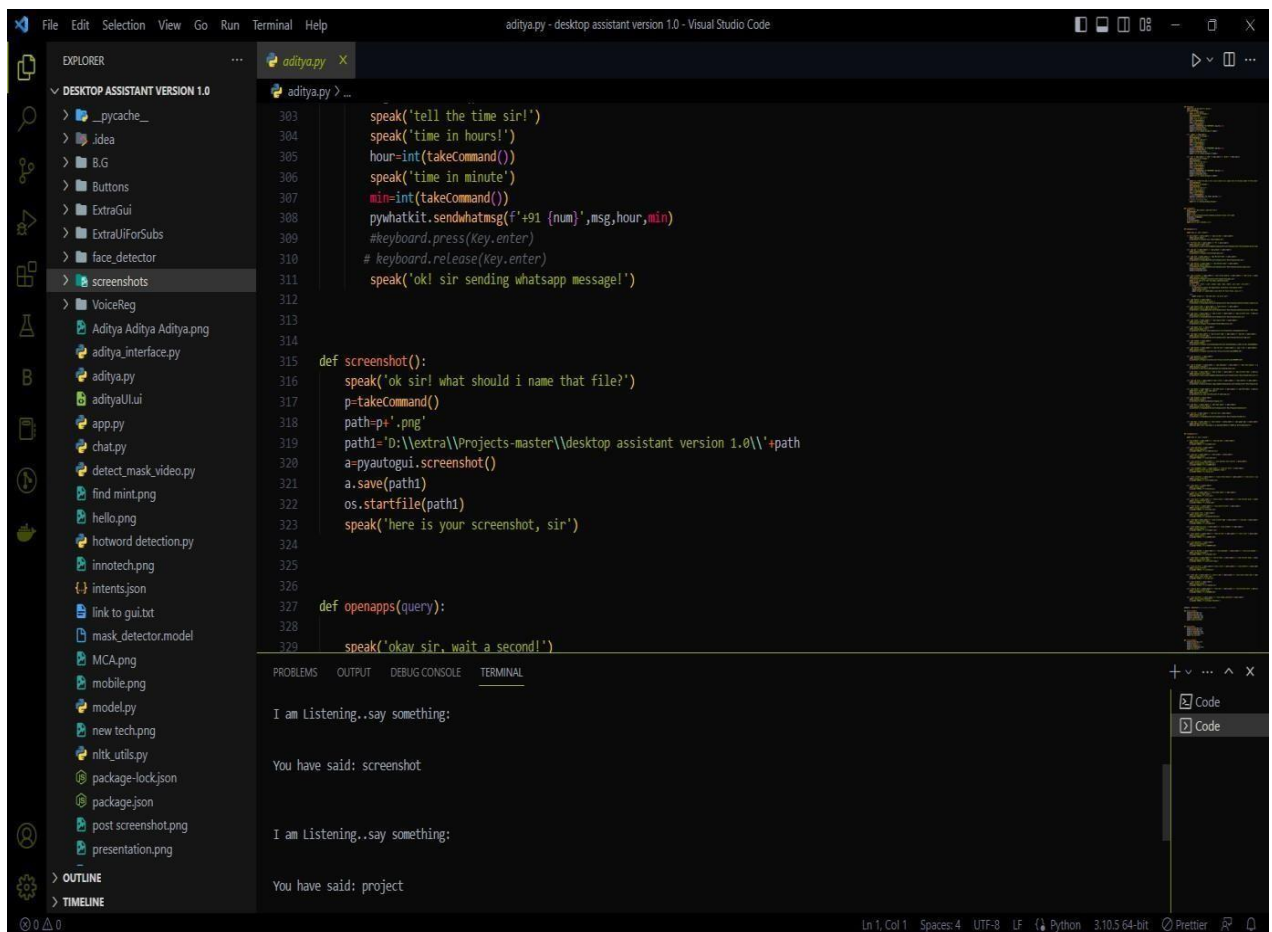 File Edit Selection View Go Run Terminal Help
aditya.py - desktop assistant version 1.0 - Visual Studio Code
EXPLORER
DESKTOP ASSISTANT VERSION 1.0
__pycache__
.idea
B.G
Buttons
ExtraGui
ExtraUiForSubs
face_detector
screenshots
VoiceReg
Aditya Aditya Aditya.png
aditya_interface.py
aditya.py
adityaUI.ui
app.py
chat.py
detect_mask_video.py
find mint.png
hello.png
hotword detection.py
innotech.png
intents.json
link to gui.txt
mask_detector.model
MCA.png
mobile.png
model.py
new tech.png
nltk_utils.py
package-lock.json
package.json
post screenshot.png
presentation.png
OUTLINE
TIMELINE
aditya.py X
aditya.py > ...
303 speak('tell the time sir!')
304 speak('time in hours!')
305 hour=int(takeCommand())
306 speak('time in minute')
307 min=int(takeCommand())
308 pywhatkit.sendwhatmsg(f'+91 {num}',msg,hour,min)
309 #keyboard.press(Key.enter)
310 # keyboard.release(Key.enter)
311 speak('ok! sir sending whatsapp message!')
312
313
314
315 def screenshot():
316 speak('ok sir! what should i name that file?')
317 p=takeCommand()
318 path=p+'.png'
319 path1='D:\\extra\\Projects-master\\desktop assistant version 1.0\\'+path
320 a=pyautogui.screenshot()
321 a.save(path1)
322 os.startfile(path1)
323 speak('here is your screenshot, sir')
324
325
326
327 def openapps(query):
328
329 speak('okay sir, wait a second!')
PROBLEMS OUTPUT DEBUG CONSOLE TERMINAL
I am Listening..say something:
You have said: screenshot
I am Listening..say something:
You have said: project
Code
Code
0 0 Ln 1, Col 1 Spaces: 4 UTF-8 LF Python 3.10.5 64-bit Prettier